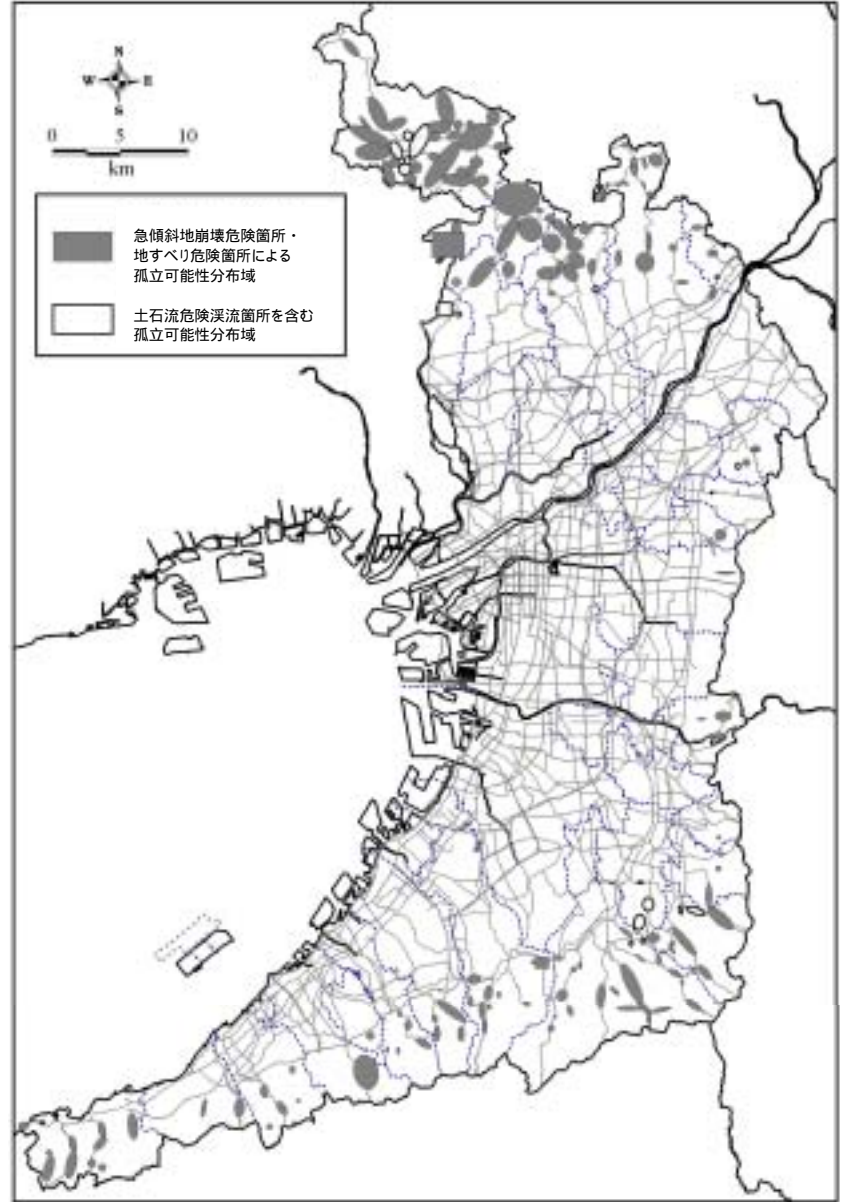 N
W E
S
0 5 10
km
急傾斜地崩壊危険箇所・
地すべり危険箇所による
孤立可能性分布域
土石流危険渓流箇所を含む
孤立可能性分布域